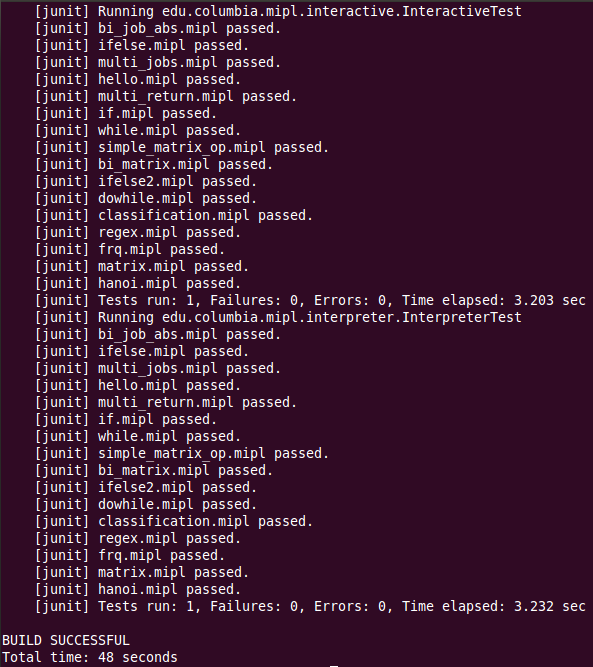 [junit] Running edu.columbia.mipl.interactive.InteractiveTest
[junit] bi_job_abs.mipl passed.
[junit] ifelse.mipl passed.
[junit] multi_jobs.mipl passed.
[junit] hello.mipl passed.
[junit] multi_return.mipl passed.
[junit] if.mipl passed.
[junit] while.mipl passed.
[junit] simple_matrix_op.mipl passed.
[junit] bi_matrix.mipl passed.
[junit] ifelse2.mipl passed.
[junit] dowhile.mipl passed.
[junit] classification.mipl passed.
[junit] regex.mipl passed.
[junit] frq.mipl passed.
[junit] matrix.mipl passed.
[junit] hanoi.mipl passed.
[junit] Tests run: 1, Failures: 0, Errors: 0, Time elapsed: 3.203 sec
[junit] Running edu.columbia.mipl.interpreter.InterpreterTest
[junit] bi_job_abs.mipl passed.
[junit] ifelse.mipl passed.
[junit] multi_jobs.mipl passed.
[junit] hello.mipl passed.
[junit] multi_return.mipl passed.
[junit] if.mipl passed.
[junit] while.mipl passed.
[junit] simple_matrix_op.mipl passed.
[junit] bi_matrix.mipl passed.
[junit] ifelse2.mipl passed.
[junit] dowhile.mipl passed.
[junit] classification.mipl passed.
[junit] regex.mipl passed.
[junit] frq.mipl passed.
[junit] matrix.mipl passed.
[junit] hanoi.mipl passed.
[junit] Tests run: 1, Failures: 0, Errors: 0, Time elapsed: 3.232 sec
BUILD SUCCESSFUL
Total time: 48 seconds